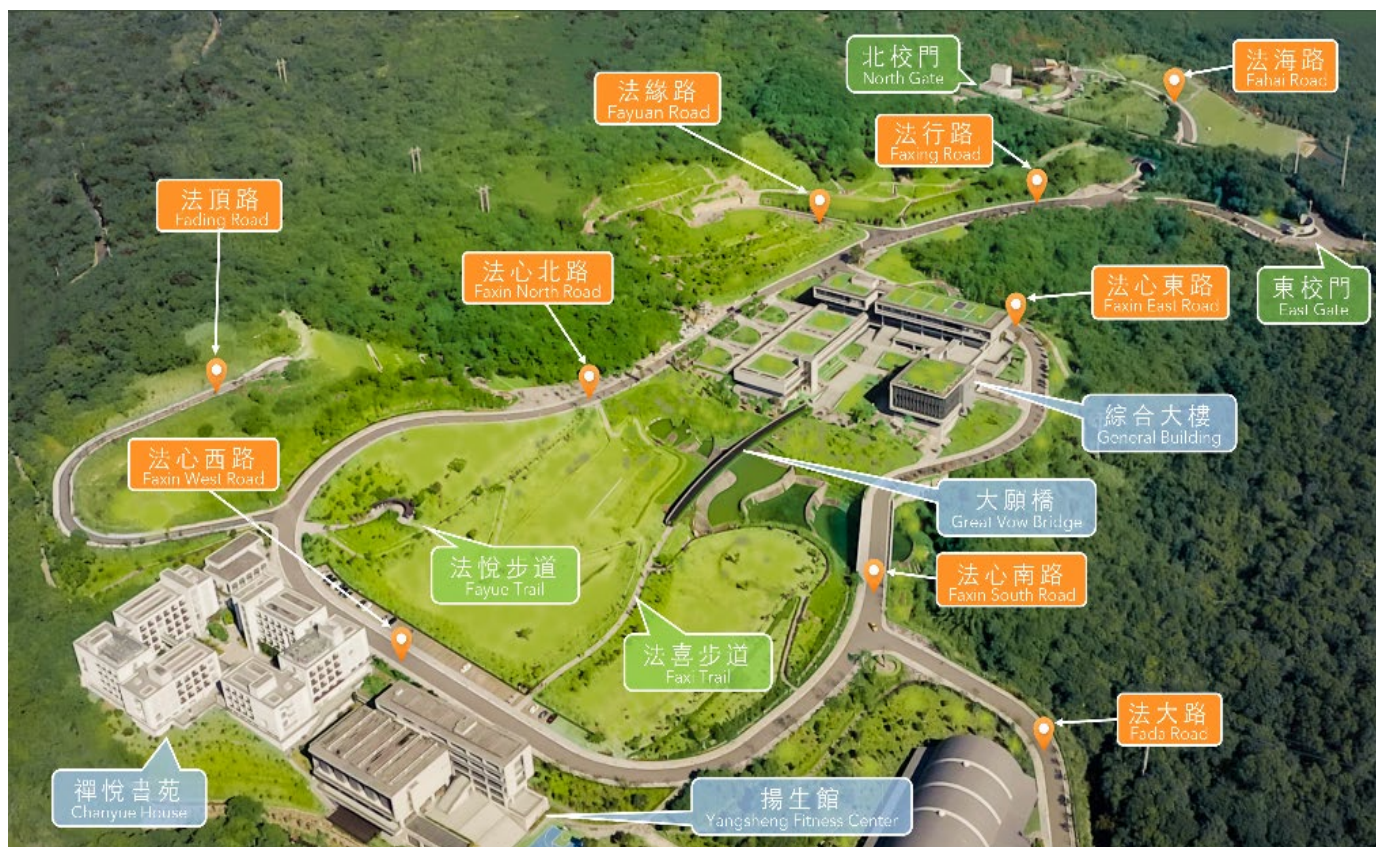 北校門
North Gate
法海路
Fahai Road
法緣路
Fayuan Road
法行路
Faxing Road
法頂路
Fading Road
法心北路
Faxin North Road
法心東路
Faxin East Road
東校門
East Gate
綜合大樓
General Building
法心西路
Faxin West Road
大願橋
Great Vow Bridge
法悅步道
Fayue Trail
法心南路
Faxin South Road
法喜步道
Faxi Trail
法大路
Fada Road
禪悅書苑
Chanyue House
揚生館
Yangsheng Fitness Center